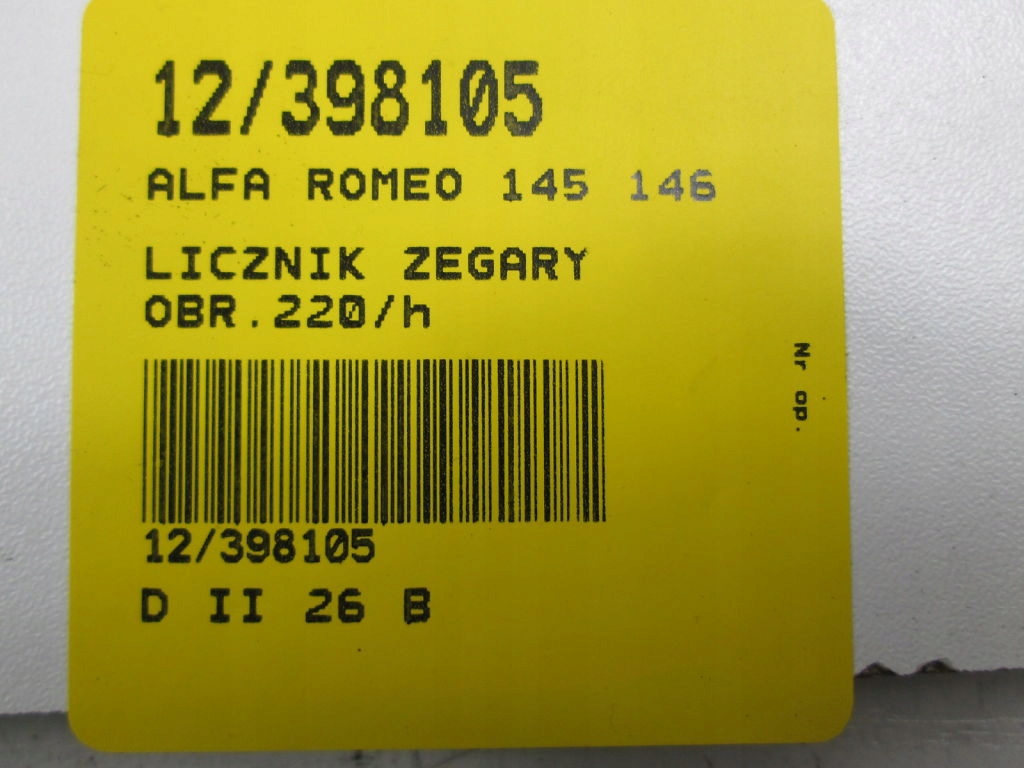 12/398105
ALFA ROMEO 145 146
LICZNIK ZEGARY
OBR.220/h
Nr op.
12/398105
D II 26 B